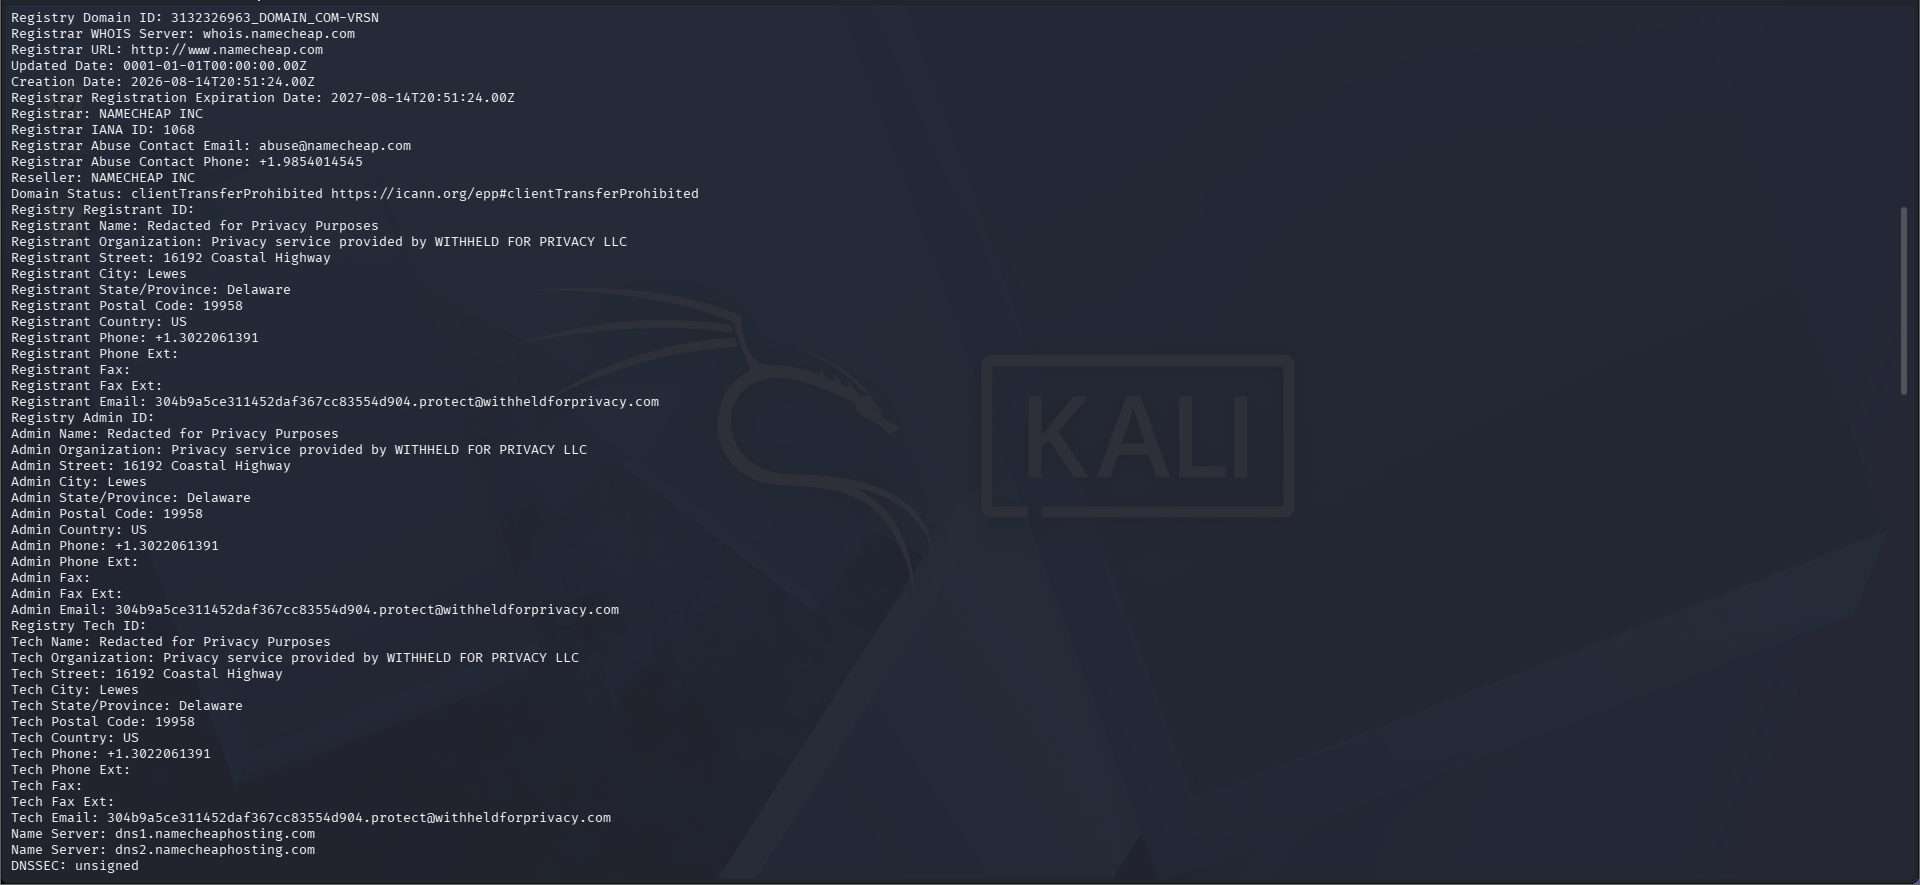 Registry Domain ID: 3132326963_DOMAIN_COM-VRSN
Registrar WHOIS Server: whois.namecheap.com
Registrar URL: http://www.namecheap.com
Updated Date: 0001-01-01T00:00:00.00Z
Creation Date: 2026-08-14T20:51:24.00Z
Registrar Registration Expiration Date: 2027-08-14T20:51:24.00Z
Registrar: NAMECHEAP INC
Registrar IANA ID: 1068
Registrar Abuse Contact Email: abuse@namecheap.com
Registrar Abuse Contact Phone: +1.9854014545
Reseller: NAMECHEAP INC
Domain Status: clientTransferProhibited https://icann.org/epp#clientTransferProhibited
Registry Registrant ID:
Registrant Name: Redacted for Privacy Purposes
Registrant Organization: Privacy service provided by WITHHELD FOR PRIVACY LLC
Registrant Street: 16192 Coastal Highway
Registrant City: Lewes
Registrant State/Province: Delaware
Registrant Postal Code: 19958
Registrant Country: US
Registrant Phone: +1.3022061391
Registrant Phone Ext:
Registrant Fax:
Registrant Fax Ext:
Registrant Email: 304b9a5ce311452daf367cc83554d904.protect@withheldforprivacy.com
Registry Admin ID:
Admin Name: Redacted for Privacy Purposes
Admin Organization: Privacy service provided by WITHHELD FOR PRIVACY LLC
Admin Street: 16192 Coastal Highway
Admin City: Lewes
Admin State/Province: Delaware
Admin Postal Code: 19958
Admin Country: US
Admin Phone: +1.3022061391
Admin Phone Ext:
Admin Fax:
Admin Fax Ext:
Admin Email: 304b9a5ce311452daf367cc83554d904.protect@withheldforprivacy.com
Registry Tech ID:
Tech Name: Redacted for Privacy Purposes
Tech Organization: Privacy service provided by WITHHELD FOR PRIVACY LLC
Tech Street: 16192 Coastal Highway
Tech City: Lewes
Tech State/Province: Delaware
Tech Postal Code: 19958
Tech Country: US
Tech Phone: +1.3022061391
Tech Phone Ext:
Tech Fax:
Tech Fax Ext:
Tech Email: 304b9a5ce311452daf367cc83554d904.protect@withheldforprivacy.com
Name Server: dns1.namecheaphosting.com
Name Server: dns2.namecheaphosting.com
DNSSEC: unsigned
KALI